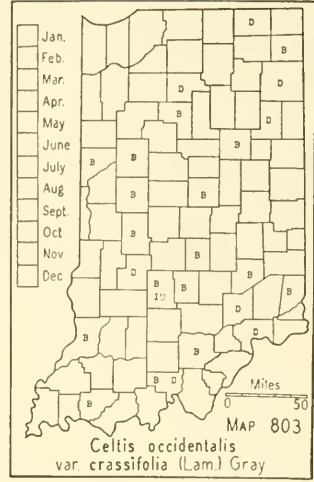 Jan.
Feb.
Mar.
Apr.
May
June
July
Aug
Sept.
Oct
Nov
Dec
D
B
D
D
B
D
B
B
B
B
B
B
B
B
D
B
B
B
B
IU
D
D
B
B
B
D
B
Miles
0 50
MAP 803
Celtis occidentalis
var. crassifolia (Lam.) Gray